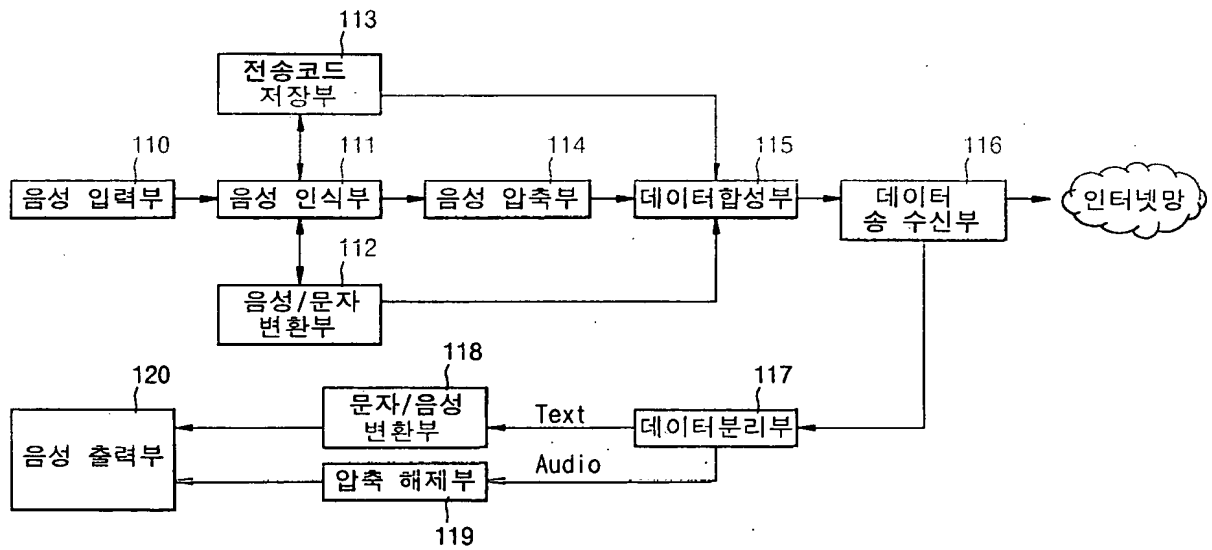 113
전송코드
저장부
110
111
114
115
116
음성 입력부
음성 인식부
음성 압축부
데이터합성부
데이터
송 수신부
인터넷망
112
음성/문자
변환부
118
117
120
문자/음성
변환부
Text
데이터분리부
음성 출력부
Audio
압축 해제부
119